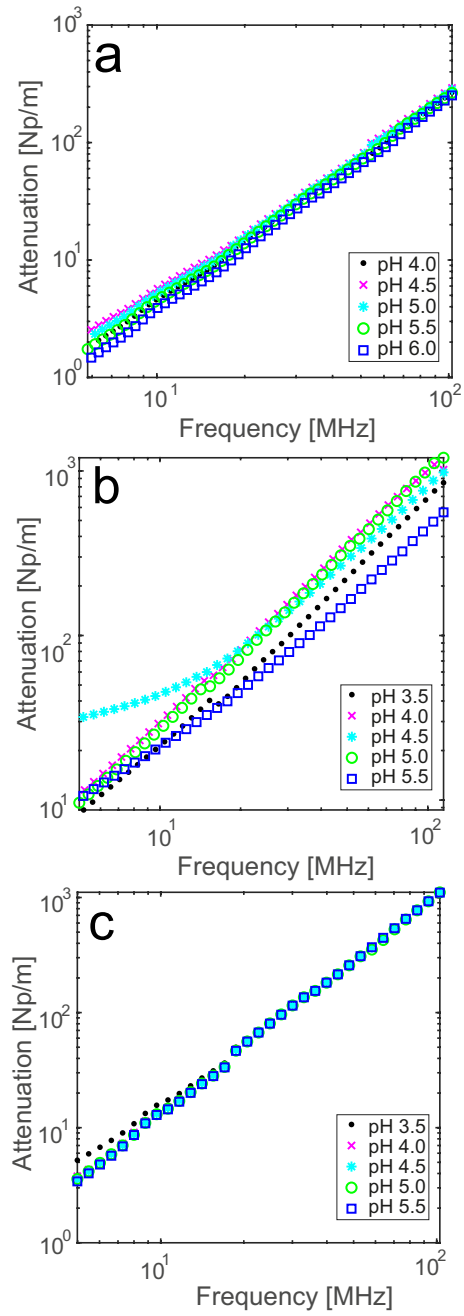 a
10^3
10^2
10^1
10^0
Attenuation [Np/m]
pH 4.0
pH 4.5
pH 5.0
pH 5.5
pH 6.0
10^1
10^2
Frequency [MHz]
b
10^3
10^2
10^1
Attenuation [Np/m]
pH 3.5
pH 4.0
pH 4.5
pH 5.0
pH 5.5
10^1
10^2
Frequency [MHz]
c
10^3
10^2
10^1
10^0
Attenuation [Np/m]
pH 3.5
pH 4.0
pH 4.5
pH 5.0
pH 5.5
10^1
10^2
Frequency [MHz]